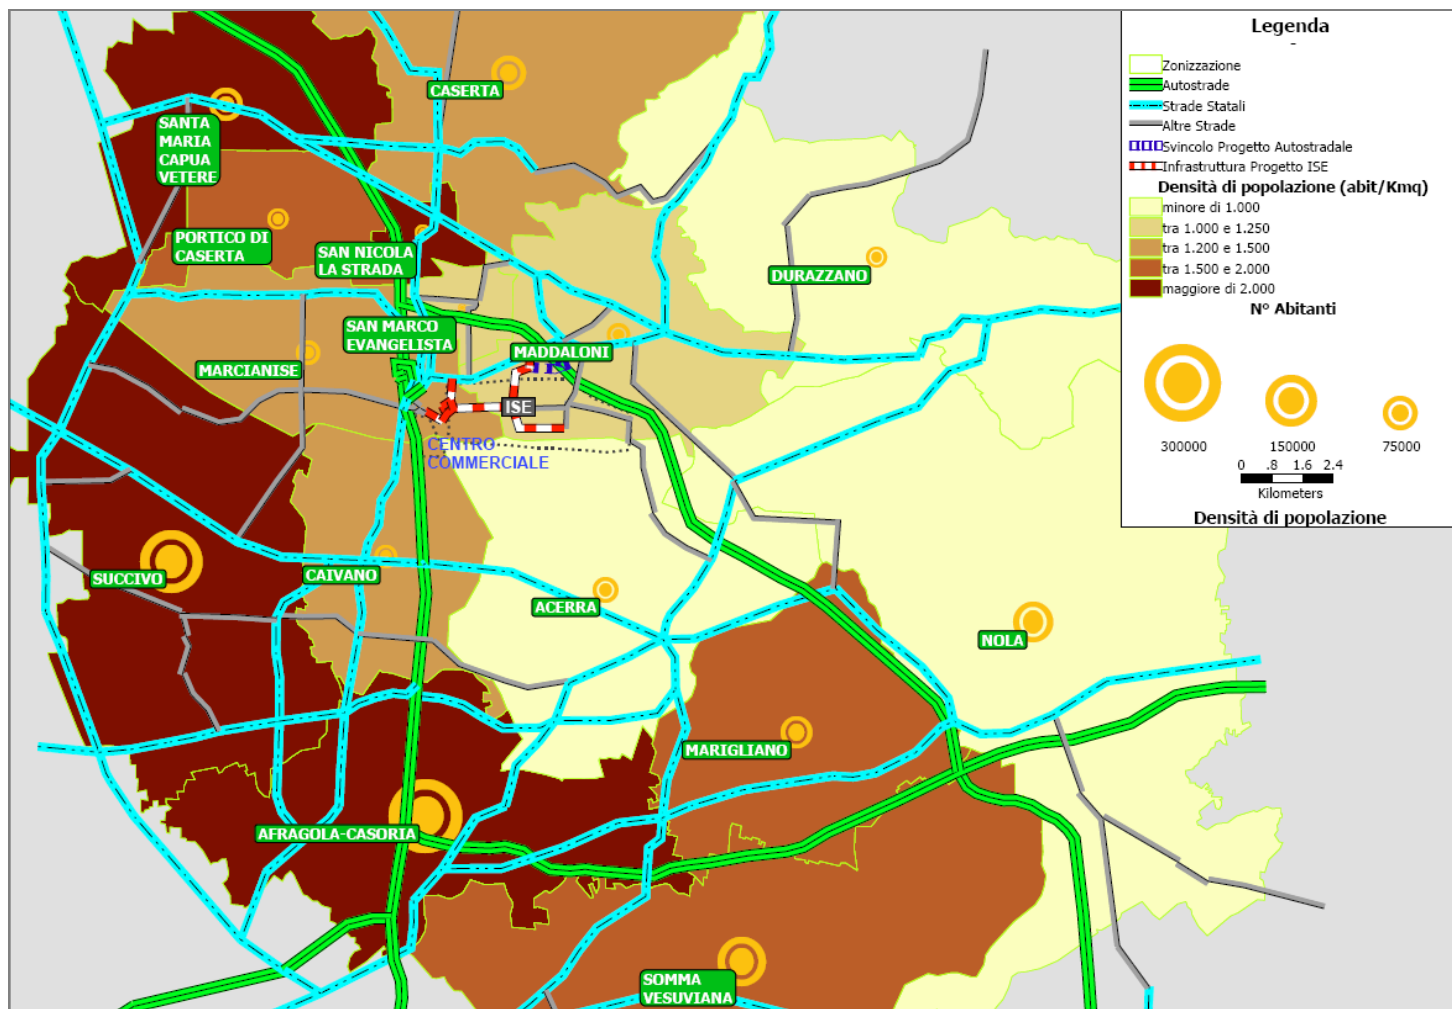 CASERTA
SANTA
MARIA
CAPUA
VETERE
PORTICO DI
CASERTA
SAN NICOLA
LA STRADA
DURAZZANO
SAN MARCO
EVANGELISTA
MADDALONI
MARCIANISE
ISE
CENTRO
COMMERCIALE
SUCCIVO
CAIVANO
ACERRA
NOLA
MARIGLIANO
AFRAGOLA-CASORIA
SOMMA
VESUVIANA
Legenda
-
Zonizzazione
Autostrade
Strade Statali
Altre Strade
Svincolo Progetto Autostradale
Infrastruttura Progetto ISE
Densità di popolazione (abit/Kmq)
minore di 1.000
tra 1.000 e 1.250
tra 1.200 e 1.500
tra 1.500 e 2.000
maggiore di 2.000
N° Abitanti
300000 150000 75000
0 .8 1.6 2.4
Kilometers
Densità di popolazione